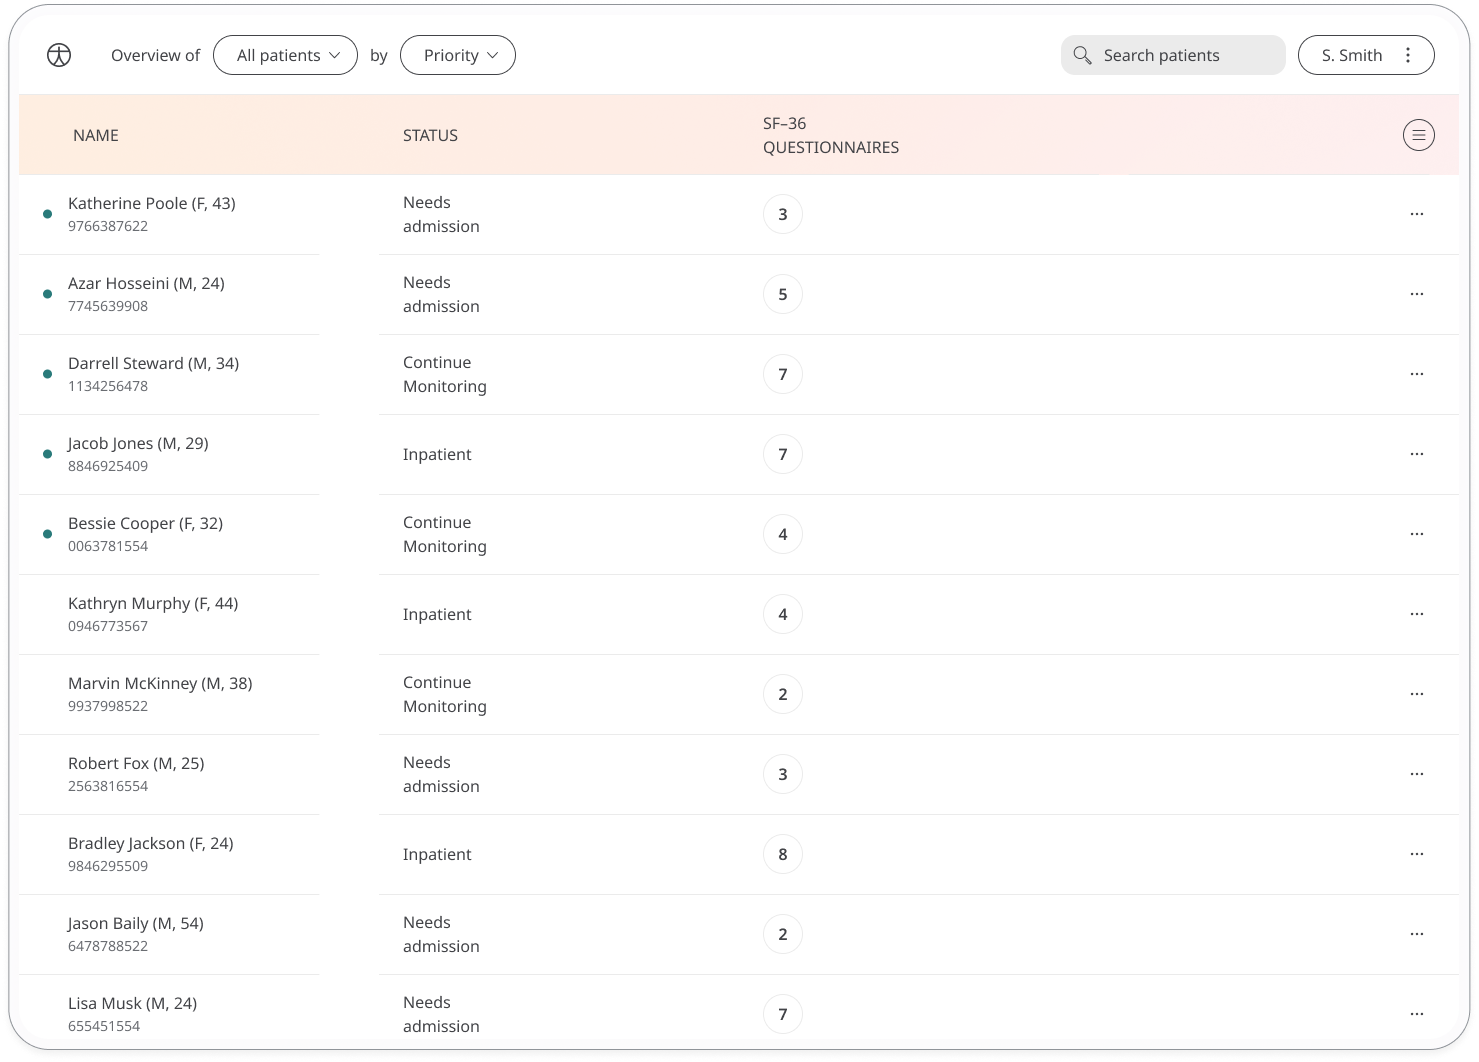 Overview of All patients by Priority Search patients S. Smith
NAME STATUS SF–36 QUESTIONNAIRES
Katherine Poole (F, 43)
9766387622
Needs
admission
3
Azar Hosseini (M, 24)
7745639908
Needs
admission
5
Darrell Steward (M, 34)
1134256478
Continue
Monitoring
7
Jacob Jones (M, 29)
8846925409
Inpatient
7
Bessie Cooper (F, 32)
0063781554
Continue
Monitoring
4
Kathryn Murphy (F, 44)
0946773567
Inpatient
4
Marvin McKinney (M, 38)
9937998522
Continue
Monitoring
2
Robert Fox (M, 25)
2563816554
Needs
admission
3
Bradley Jackson (F, 24)
9846295509
Inpatient
8
Jason Baily (M, 54)
6478788522
Needs
admission
2
Lisa Musk (M, 24)
655451554
Needs
admission
7